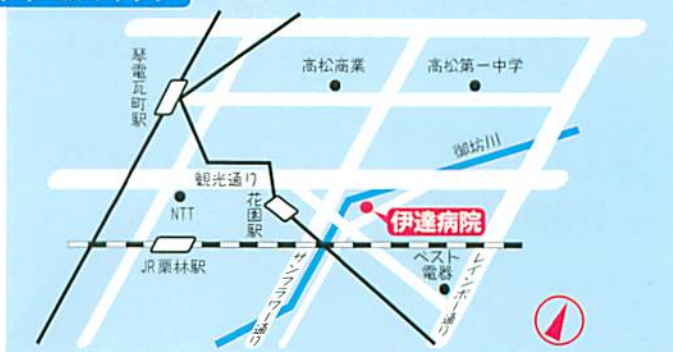 琴電瓦町駅
高松商業
高松第一中学
御坊川
観光通り
NTT
花園駅
伊達病院
JR栗林駅
サンフラワー通り
ベスト
電器
レインボー通り